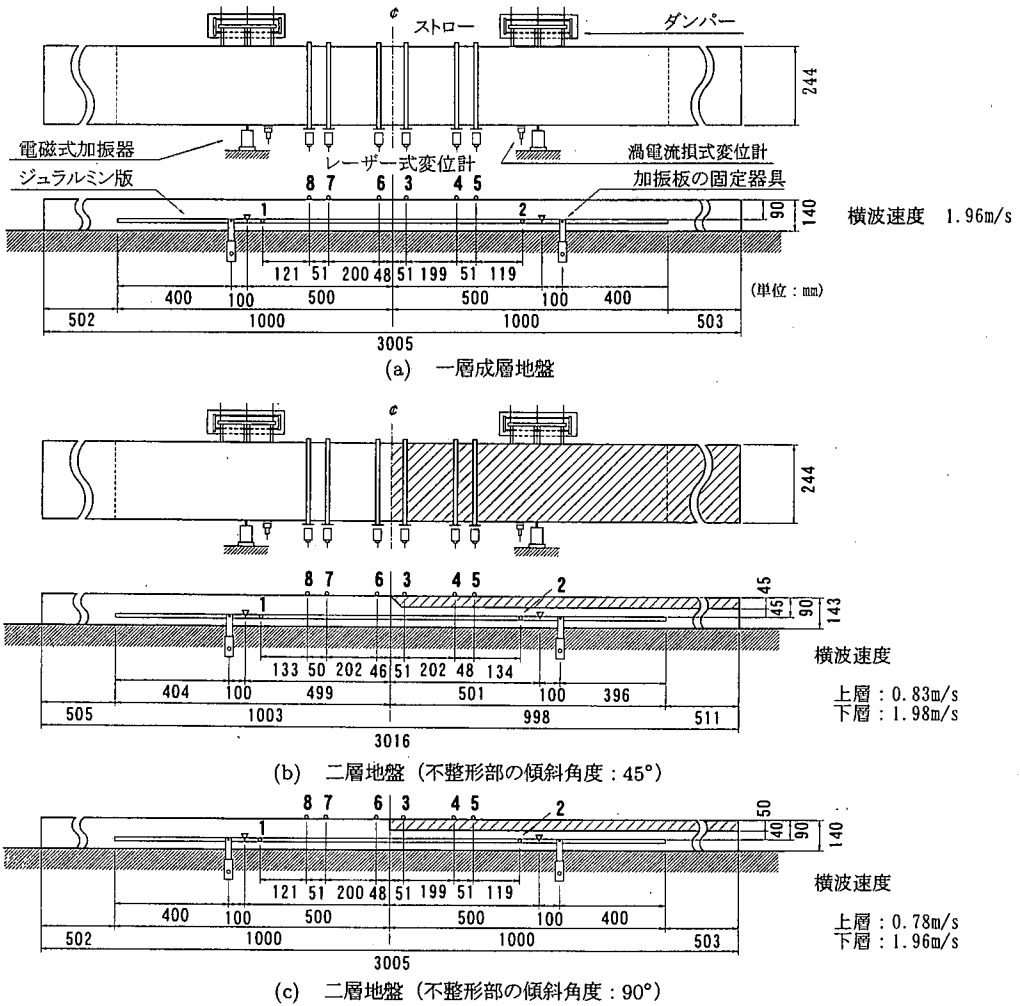 ¢ ストロー ダンパー
244
電磁式加振器 レーザー式変位計 渦電流損式変位計
ジュラルミン版 加振板の固定器具
8 7 6 3 4 5
1 2
90 140
横波速度 1.96m/s
121 51 200 48 51 199 51 119
400 100 500 500 100 400
(単位:mm)
502 1000 1000 503
3005
(a) 一層成層地盤
¢
244
8 7 6 3 4 5 2
1
45 45 90 143
横波速度
133 50 202 46 51 202 48 134
404 100 499 501 100 396
上層:0.83m/s
下層:1.98m/s
505 1003 998 511
3016
(b) 二層地盤 (不整形部の傾斜角度:45°)
8 7 6 3 4 5 2
1
50 40 90 140
横波速度
121 51 200 48 51 199 51 119
400 100 500 500 100 400
上層:0.78m/s
下層:1.96m/s
502 1000 1000 503
3005
(c) 二層地盤 (不整形部の傾斜角度:90°)